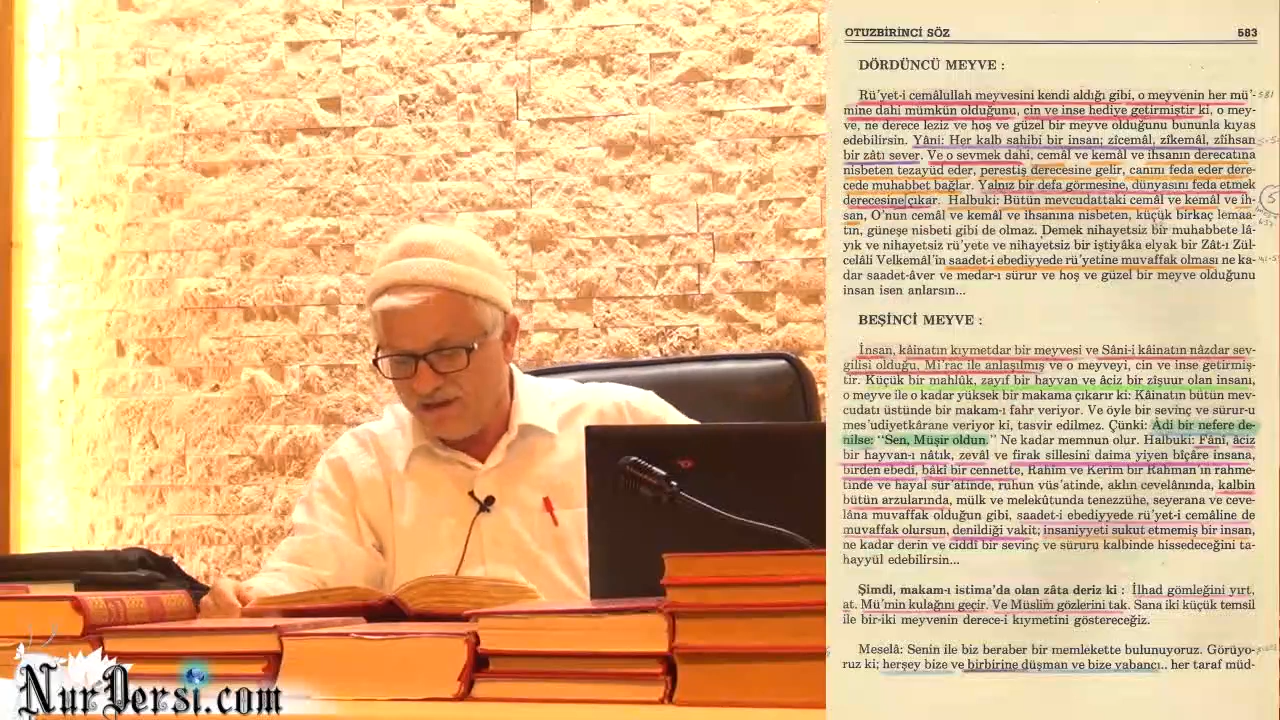 OTUZBİRİNCİ SÖZ 583
DÖRDÜNCÜ MEYVE :
Rü'yet-i cemâlullah meyvesini kendi aldığı gibi, o meyvenin her mü'-
mine dahi mümkün olduğunu, cin ve inse hediye getirmiştir ki, o mey-
ve, ne derece leziz ve hoş ve güzel bir meyve olduğunu bununla kıyas
edebilirsin. Yâni: Her kalb sahibi bir insan; zîcemâl, zîkemâl, zîihsan
bir zâtı sever. Ve o sevmek dahi, cemâl ve kemâl ve ihsanın derecatına
nisbeten tezayüd eder, perestiş derecesine gelir, canını feda eder dere-
cede muhabbet bağlar. Yalnız bir defa görmesine, dünyasını feda etmek
derecesine çıkar. Halbuki: Bütün mevcudattaki cemâl ve kemâl ve ih-
san, O'nun cemâl ve kemâl ve ihsanına nisbeten, küçük birkaç lemaa-
tın, güneşe nisbeti gibi de olmaz. Demek nihayetsiz bir muhabbete lâ-
yık ve nihayetsiz rü'yete ve nihayetsiz bir iştiyâka elyak bir Zât-ı Zül-
celâli Velkemâl'in saadet-i ebediyyede rü'yetine muvaffak olması ne ka-
dar saadet-âver ve medar-ı sürur ve hoş ve güzel bir meyve olduğunu
insan isen anlarsın...
BEŞİNCİ MEYVE :
İnsan, kâinatın kıymetdar bir meyvesi ve Sâni-i kâinatın nâzdar sev-
gilisi olduğu, Mi'rac ile anlaşılmış ve o meyveyi, cin ve inse getirmiş-
tir. Küçük bir mahlûk, zayıf bir hayvan ve âciz bir zîşuur olan insanı,
o meyve ile o kadar yüksek bir makama çıkarır ki: Kâinatın bütün mev-
cudatı üstünde bir makam-ı fahr veriyor. Ve öyle bir sevinç ve sürur-u
mes'udiyetkârane veriyor ki, tasvir edilmez. Çünki: Âdi bir nefere de-
nilse: "Sen, Müşir oldun." Ne kadar memnun olur. Halbuki: Fâni, âciz
bir hayvan-ı nâtık, zevâl ve firak sillesini daima yiyen bîçâre insana,
birden ebedî, bâki bir cennette, Rahîm ve Kerîm bir Rahman'ın rahme-
tinde ve hayal sür'atinde, ruhun vüs'atinde, aklın cevelânında, kalbin
bütün arzularında, mülk ve melekûtunda tenezzühe, seyerana ve ceve-
lâna muvaffak olduğun gibi, saadet-i ebediyyede rü'yet-i cemâline de
muvaffak olursun, denildiği vakit; insaniyyeti sukut etmemiş bir insan,
ne kadar derin ve ciddî bir sevinç ve süruru kalbinde hissedeceğini ta-
hayyül edebilirsin...
Şimdi, makam-ı istima'da olan zâta deriz ki : İlhad gömleğini yırt,
at. Mü'min kulağını geçir. Ve Müslim gözlerini tak. Sana iki küçük temsil
ile bir-iki meyvenin derece-i kıymetini göstereceğiz.
Meselâ: Senin ile biz beraber bir memlekette bulunuyoruz. Görüyo-
ruz ki; herşey bize ve birbirine düşman ve bize yabancı.. her taraf müd-
NurDersi.com